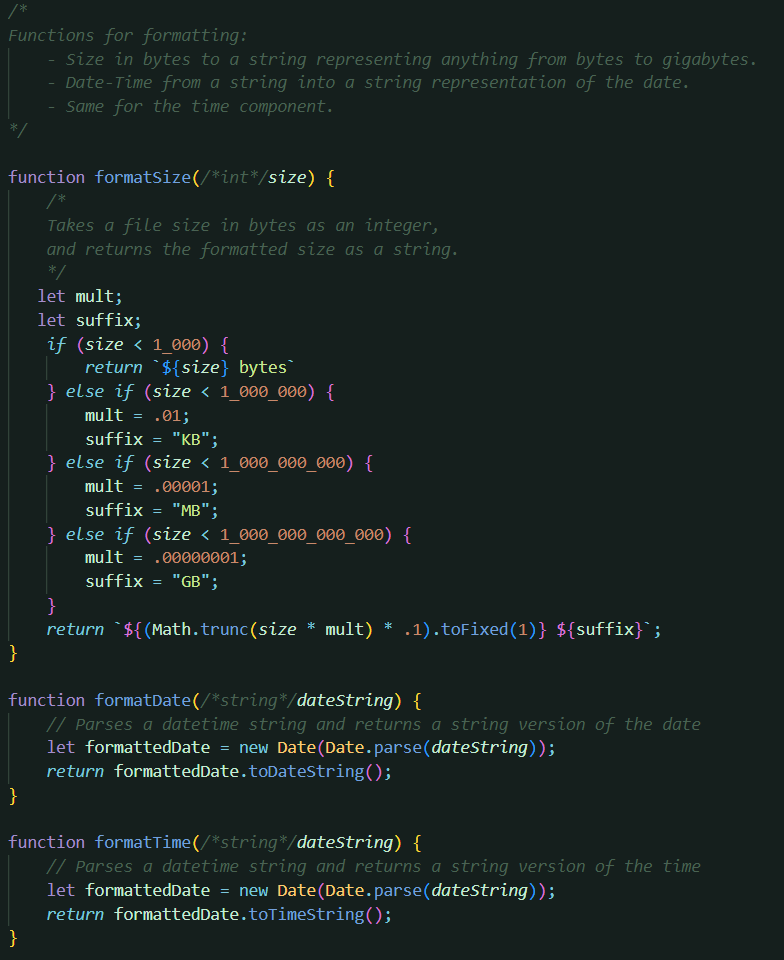 /*
Functions for formatting:
    - Size in bytes to a string representing anything from bytes to gigabytes.
    - Date-Time from a string into a string representation of the date.
    - Same for the time component.
*/

function formatSize(/*int*/size) {
    /*
    Takes a file size in bytes as an integer,
    and returns the formatted size as a string.
    */
   let mult;
   let suffix;
    if (size < 1_000) {
        return `${size} bytes`
    } else if (size < 1_000_000) {
        mult = .01;
        suffix = "KB";
    } else if (size < 1_000_000_000) {
        mult = .00001;
        suffix = "MB";
    } else if (size < 1_000_000_000_000) {
        mult = .00000001;
        suffix = "GB";
    }
    return `${(Math.trunc(size * mult) * .1).toFixed(1)} ${suffix}`;
}

function formatDate(/*string*/dateString) {
    // Parses a datetime string and returns a string version of the date
    let formattedDate = new Date(Date.parse(dateString));
    return formattedDate.toDateString();
}

function formatTime(/*string*/dateString) {
    // Parses a datetime string and returns a string version of the time
    let formattedDate = new Date(Date.parse(dateString));
    return formattedDate.toTimeString();
}